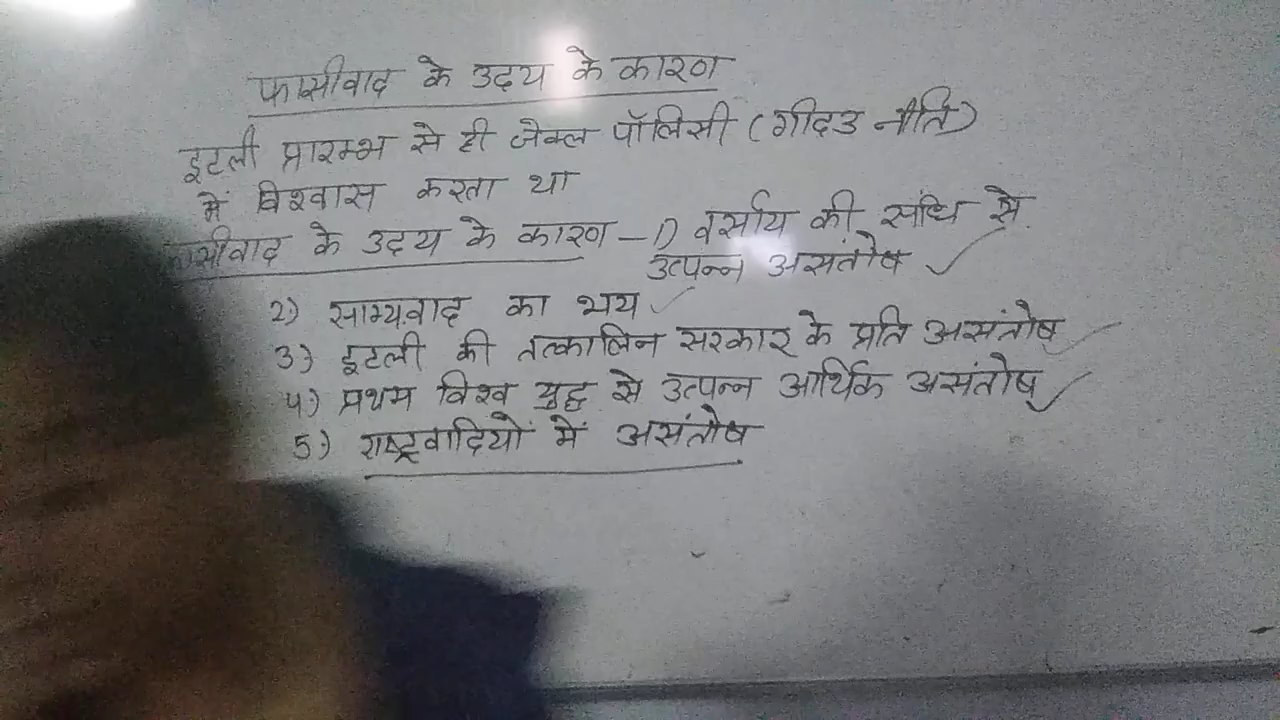 फासीवाद के उदय के कारण
इटली प्रारम्भ से ही जेकल पॉलिसी (गीदड नीति)
में विश्वास करता था
सीवाद के उदय के कारण - 1) वर्साय की संधि से
उत्पन्न असंतोष ✓
2) साम्यवाद का भय ✓
3) इटली की तत्कालिन सरकार के प्रति असंतोष ✓
4) प्रथम विश्व युद्ध से उत्पन्न आर्थिक असंतोष ✓
5) राष्ट्रवादियों में असंतोष